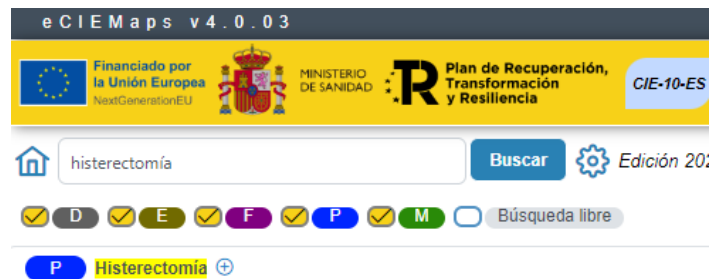 eCIEMaps v4.0.03
Financiado por
la Unión Europea
NextGenerationEU
MINISTERIO
DE SANIDAD
R
Plan de Recuperación,
Transformación
y Resiliencia
CIE-10-ES
histerectomía
Buscar
Edición 202
D E F P M Búsqueda libre
P Histerectomía